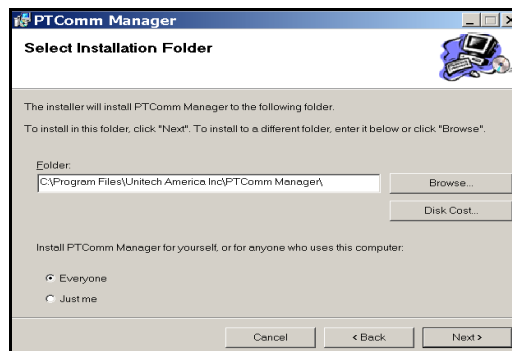 PTComm Manager
Select Installation Folder
The installer will install PTComm Manager to the following folder.
To install in this folder, click "Next". To install to a different folder, enter it below or click "Browse".
Folder:
C:\Program Files\Unitech America Inc\PTComm Manager\
Browse...
Disk Cost...
Install PTComm Manager for yourself, or for anyone who uses this computer:
Everyone
Just me
Cancel
< Back
Next >